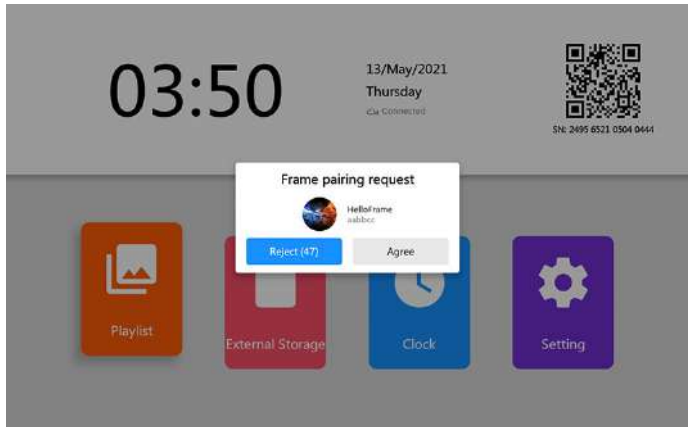 03:50
13/May/2021
Thursday
Connected
SN: 2495 6521 0504 0444
Frame pairing request
HelloFrame
aabbcc
Reject (47)
Agree
Playlist
External Storage
Clock
Setting